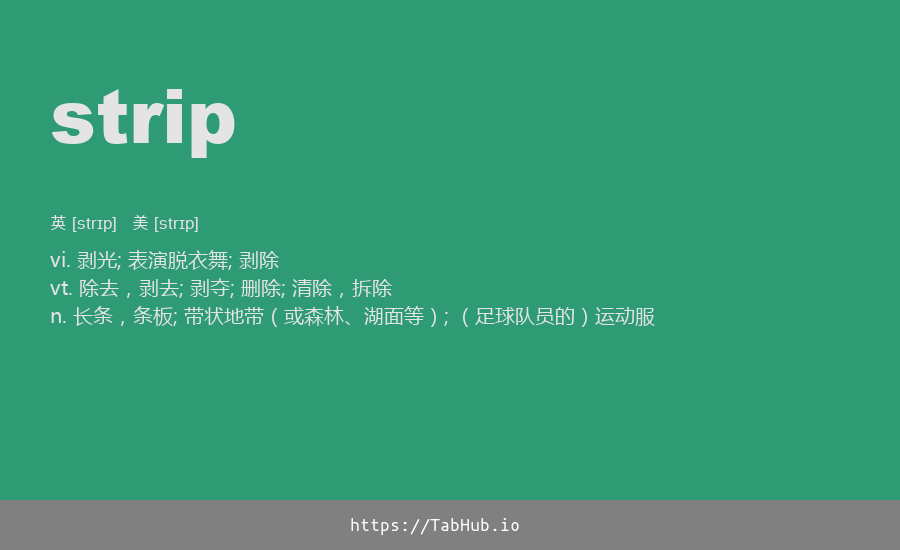 strip
英 [strɪp] 美 [strɪp]
vi. 剥光; 表演脱衣舞; 剥除
vt. 除去，剥去; 剥夺; 删除; 清除，拆除
n. 长条，条板; 带状地带（或森林、湖面等）; （足球队员的）运动服
https://TabHub.io